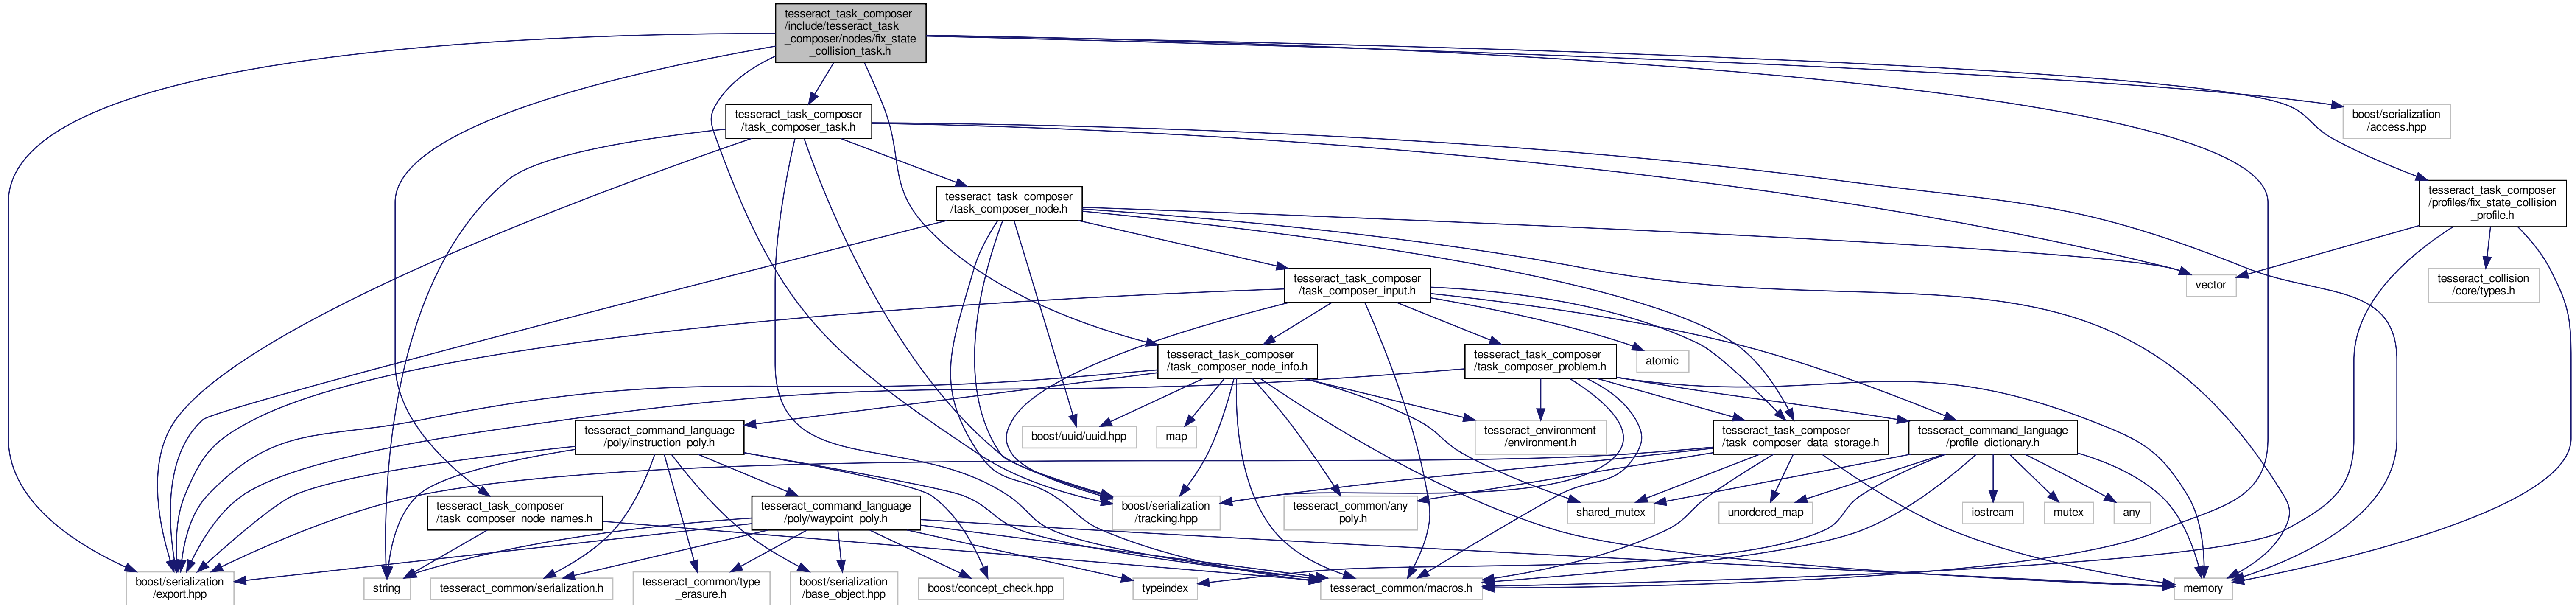 tesseract_task_composer
/include/tesseract_task
_composer/nodes/fix_state
_collision_task.h
tesseract_task_composer
/task_composer_task.h
boost/serialization
/access.hpp
tesseract_task_composer
/task_composer_node.h
tesseract_task_composer
/profiles/fix_state_collision
_profile.h
tesseract_task_composer
/task_composer_input.h
vector
tesseract_collision
/core/types.h
tesseract_task_composer
/task_composer_node_info.h
tesseract_task_composer
/task_composer_problem.h
atomic
tesseract_command_language
/poly/instruction_poly.h
boost/uuid/uuid.hpp
map
tesseract_environment
/environment.h
tesseract_task_composer
/task_composer_data_storage.h
tesseract_command_language
/profile_dictionary.h
tesseract_task_composer
/task_composer_node_names.h
tesseract_command_language
/poly/waypoint_poly.h
boost/serialization
/tracking.hpp
tesseract_common/any
_poly.h
shared_mutex
unordered_map
iostream
mutex
any
boost/serialization
/export.hpp
string
tesseract_common/serialization.h
tesseract_common/type
_erasure.h
boost/serialization
/base_object.hpp
boost/concept_check.hpp
typeindex
tesseract_common/macros.h
memory